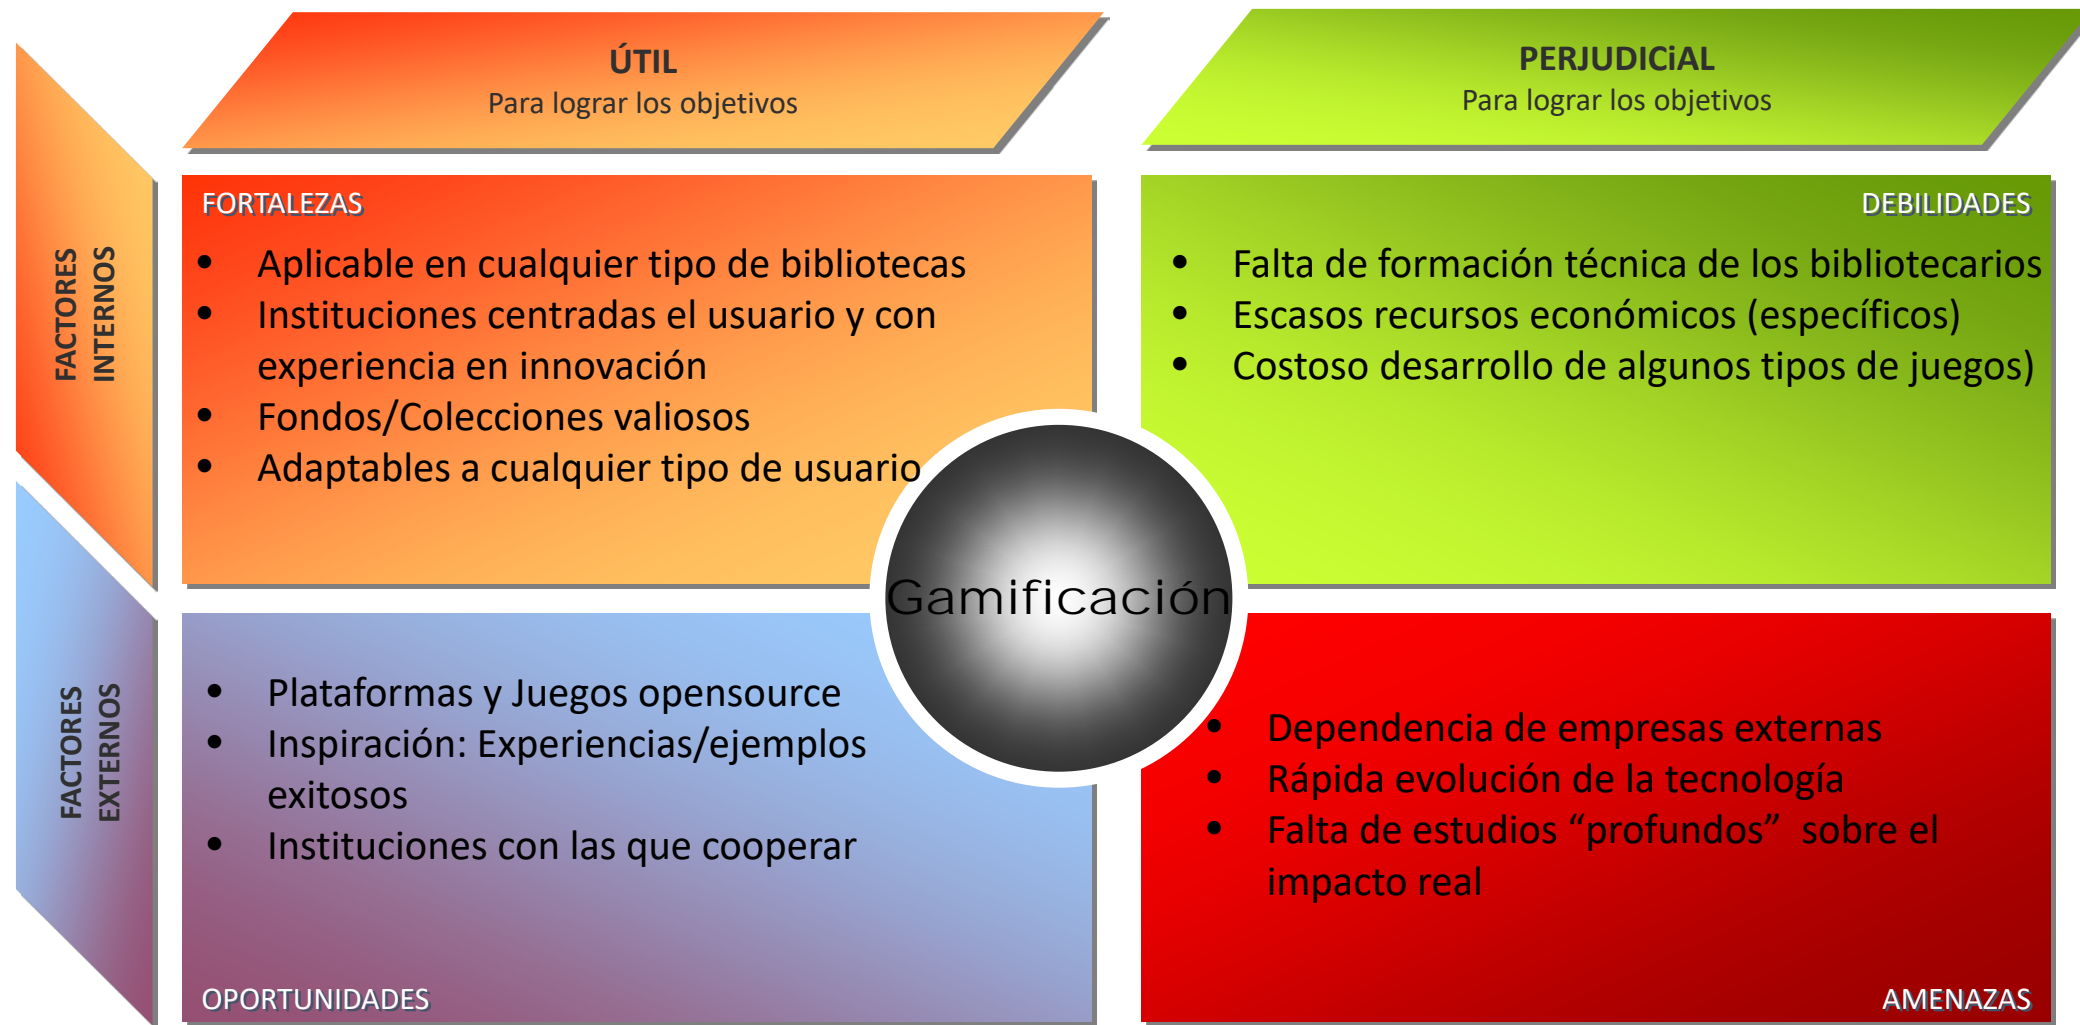 ÚTIL
Para lograr los objetivos
PERJUDICiAL
Para lograr los objetivos
FACTORES
INTERNOS
FORTALEZAS
• Aplicable en cualquier tipo de bibliotecas
• Instituciones centradas el usuario y con
experiencia en innovación
• Fondos/Colecciones valiosos
• Adaptables a cualquier tipo de usuario
DEBILIDADES
• Falta de formación técnica de los bibliotecarios
• Escasos recursos económicos (específicos)
• Costoso desarrollo de algunos tipos de juegos)
Gamificación
FACTORES
EXTERNOS
• Plataformas y Juegos opensource
• Inspiración: Experiencias/ejemplos
exitosos
• Instituciones con las que cooperar
OPORTUNIDADES
• Dependencia de empresas externas
• Rápida evolución de la tecnología
• Falta de estudios “profundos”  sobre el
impacto real
AMENAZAS